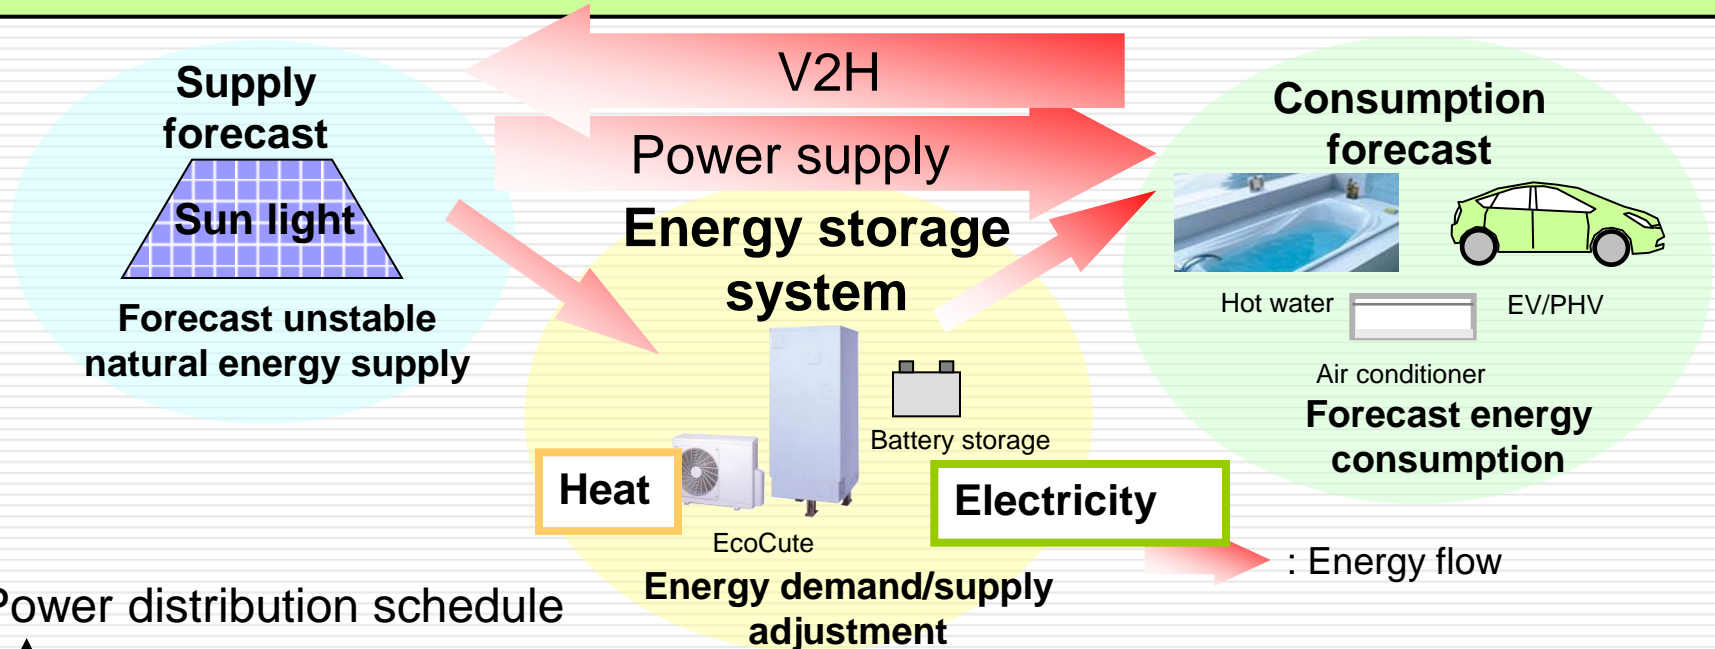 V2H
Power supply
Supply
forecast
Sun light
Forecast unstable
natural energy supply
Energy storage
system
Battery storage
Heat
Electricity
EcoCute
Energy demand/supply
adjustment
Consumption
forecast
Hot water
EV/PHV
Air conditioner
Forecast energy
consumption
: Energy flow
Power distribution schedule